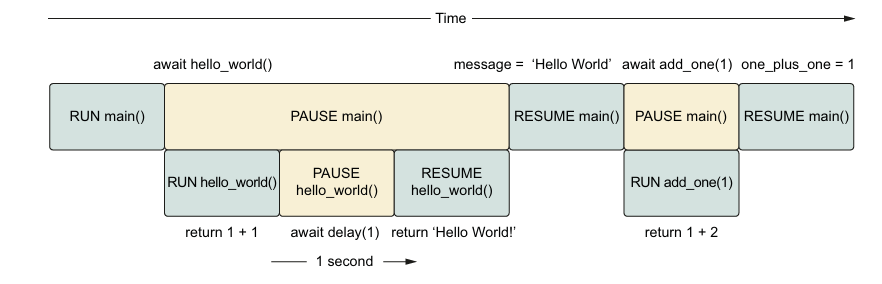 Time
await hello_world()
message = ‘Hello World’
await add_one(1)
one_plus_one = 1
RUN main()
PAUSE main()
RESUME main()
PAUSE main()
RESUME main()
RUN hello_world()
PAUSE
hello_world()
RESUME
hello_world()
RUN add_one(1)
return 1 + 1
await delay(1)
return ‘Hello World!’
return 1 + 2
1 second